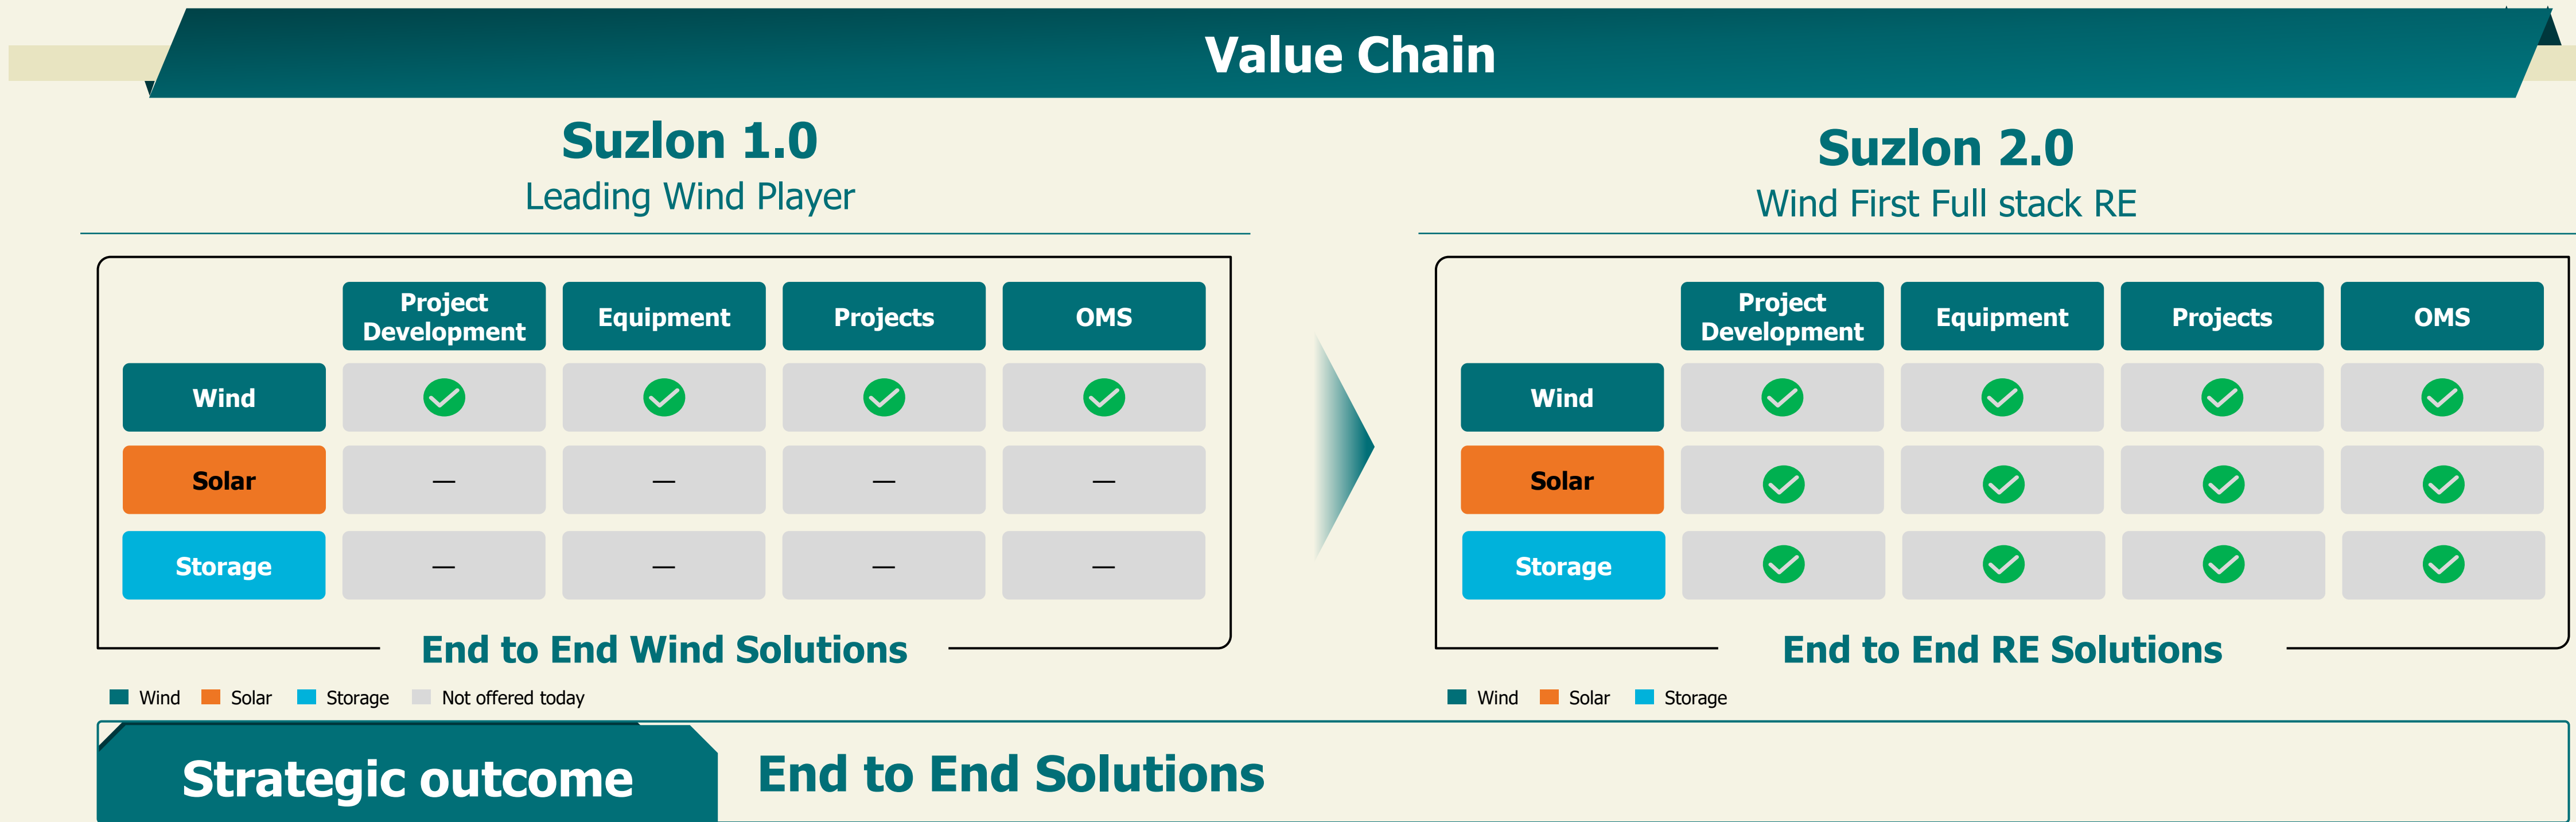 Value Chain
Suzlon 1.0
Leading Wind Player
Project
Development
Equipment
Projects
OMS
Wind
Solar
—
—
—
—
Storage
—
—
—
—
End to End Wind Solutions
Wind
Solar
Storage
Not offered today
Suzlon 2.0
Wind First Full stack RE
Project
Development
Equipment
Projects
OMS
Wind
Solar
Storage
End to End RE Solutions
Wind
Solar
Storage
Strategic outcome
End to End Solutions